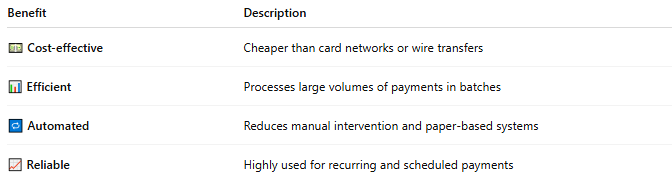 Benefit Description
Cost-effective Cheaper than card networks or wire transfers
Efficient Processes large volumes of payments in batches
Automated Reduces manual intervention and paper-based systems
Reliable Highly used for recurring and scheduled payments